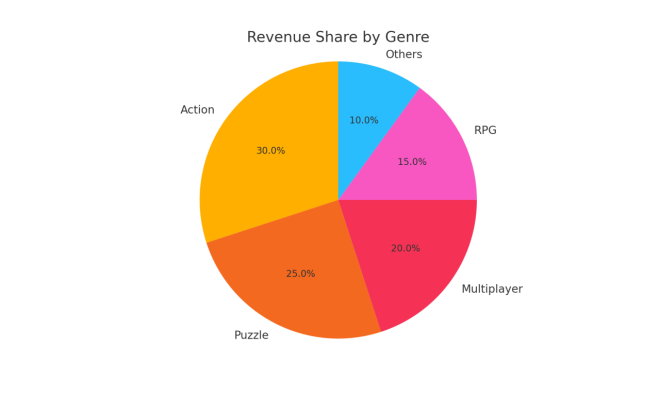 Revenue Share by Genre
Others
Action
10.0%
RPG
30.0%
15.0%
20.0%
25.0%
Multiplayer
Puzzle